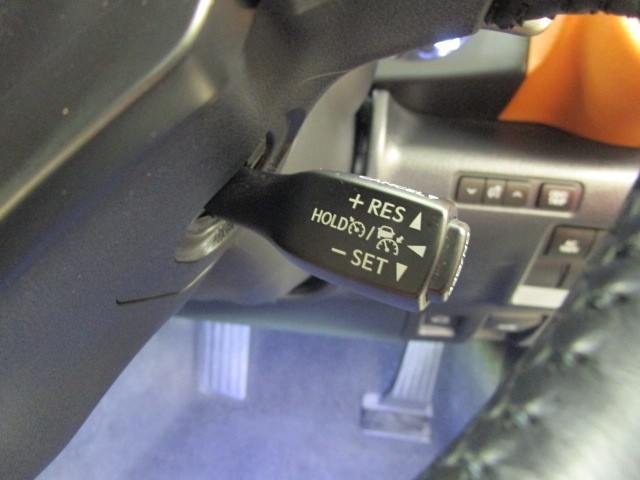 + RES ▲
HOLD / ◀
− SET ▼